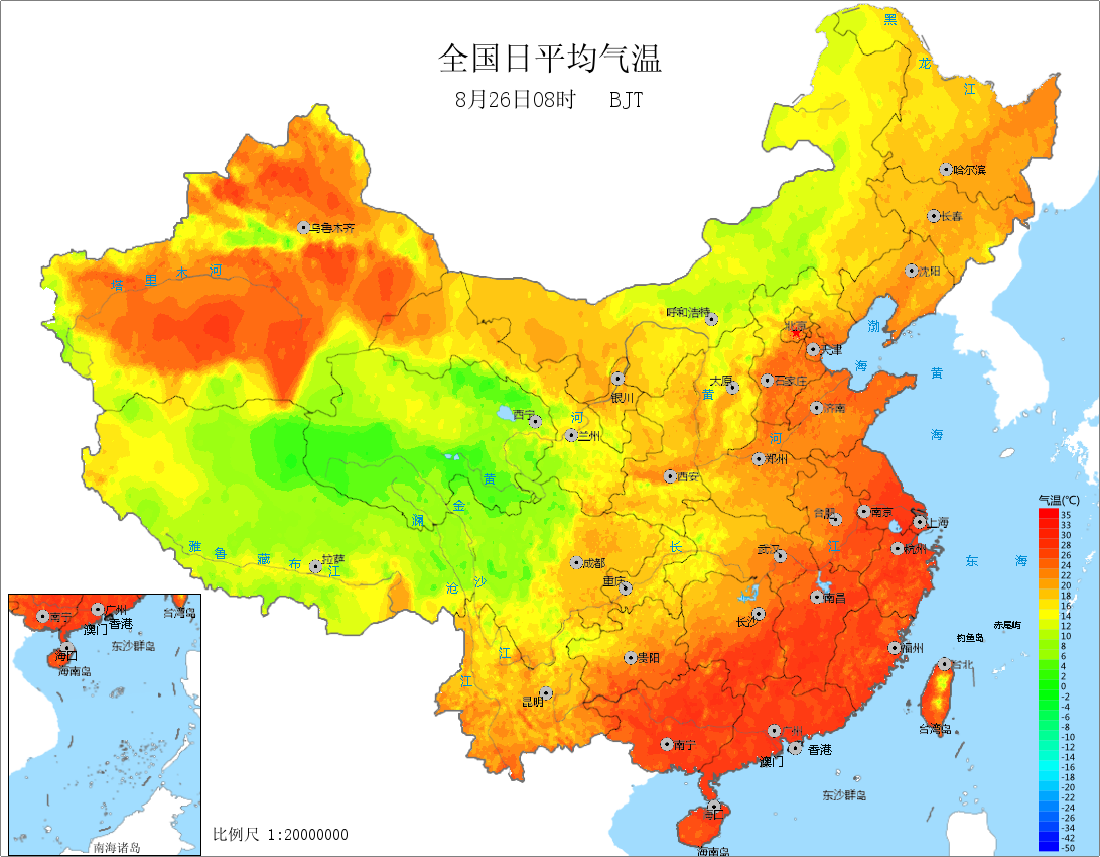 全国日平均气温
8月26日08时 BJT
黑
龙
江
哈尔滨
长春
沈阳
乌鲁木齐
塔
里
木
河
呼和浩特
北京
天津
渤
海
黄
海
太原
石家庄
银川
黄
济南
西宁
河
兰州
河
郑州
西安
黄
金
澜
合肥
南京
上海
气温(℃)
35
33
30
28
26
24
22
20
18
16
14
12
10
8
6
4
2
0
-2
-4
-6
-8
-10
-12
-14
-16
-18
-20
-22
-24
-26
-34
-42
-50
雅
鲁
藏
布
江
拉萨
沧
沙
江
江
成都
重庆
长
武汉
江
杭州
东
海
南昌
长沙
贵阳
昆明
福州
台北
台湾岛
钓鱼岛
赤尾屿
南宁
广州
香港
澳门
海口
海南岛
东沙群岛
南宁
广州
香港
澳门
台湾岛
海口
海南岛
东沙群岛
南海诸岛
比例尺 1:20000000